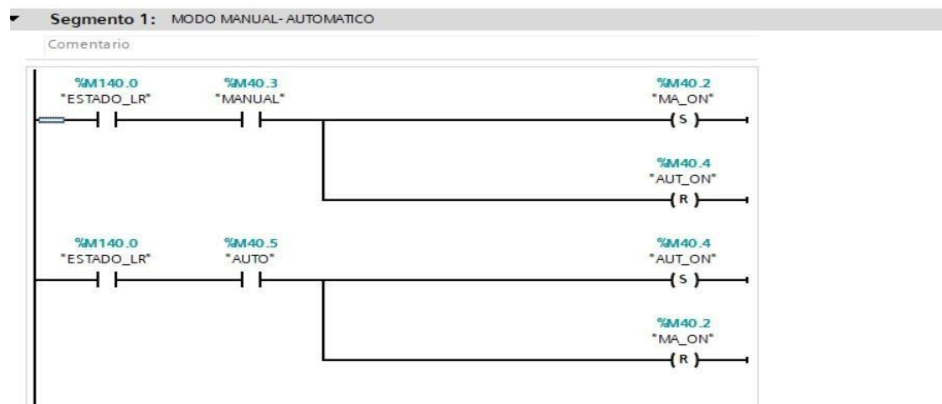 Segmento 1: MODO MANUAL-AUTOMATICO
Comentario
%M140.0 %M40.3 %M40.2
"ESTADO_LR" "MANUAL" "MA_ON"
S
%M40.4
"AUT_ON"
R
%M140.0 %M40.5 %M40.4
"ESTADO_LR" "AUTO" "AUT_ON"
S
%M40.2
"MA_ON"
R